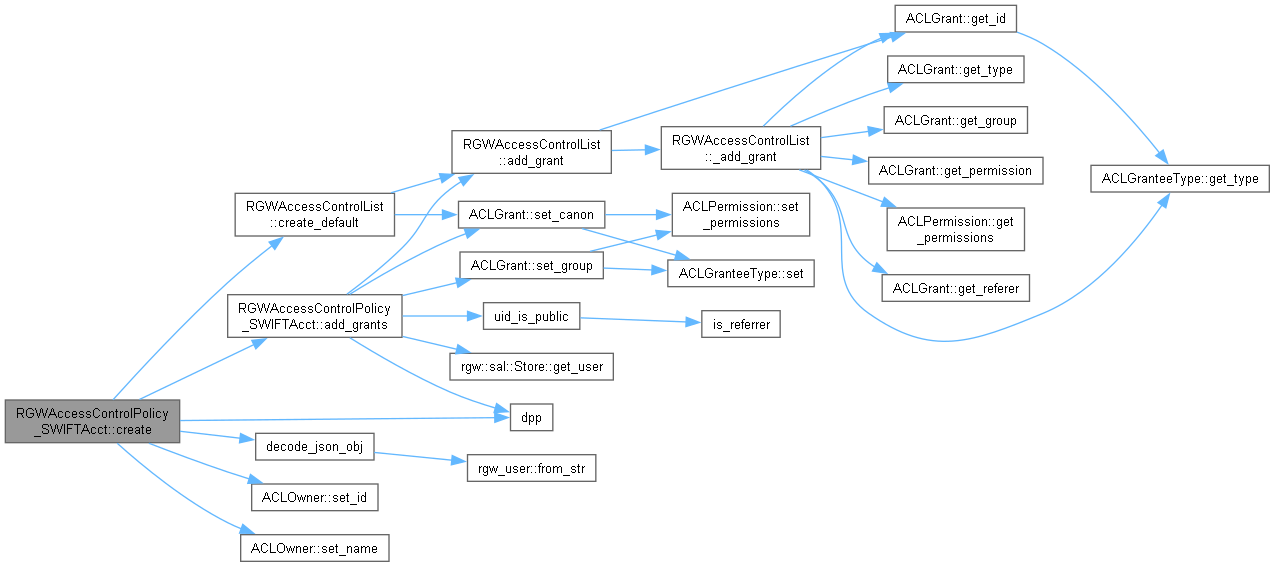 RGWAccessControlPolicy
_SWIFTAcct::create
RGWAccessControlList
::create_default
RGWAccessControlPolicy
_SWIFTAcct::add_grants
decode_json_obj
ACLOwner::set_id
ACLOwner::set_name
RGWAccessControlList
::add_grant
ACLGrant::set_canon
ACLGrant::set_group
uid_is_public
rgw::sal::Store::get_user
dpp
rgw_user::from_str
RGWAccessControlList
::_add_grant
ACLPermission::set
_permissions
ACLGranteeType::set
is_referrer
ACLGrant::get_id
ACLGrant::get_type
ACLGrant::get_group
ACLGrant::get_permission
ACLPermission::get
_permissions
ACLGrant::get_referer
ACLGranteeType::get_type